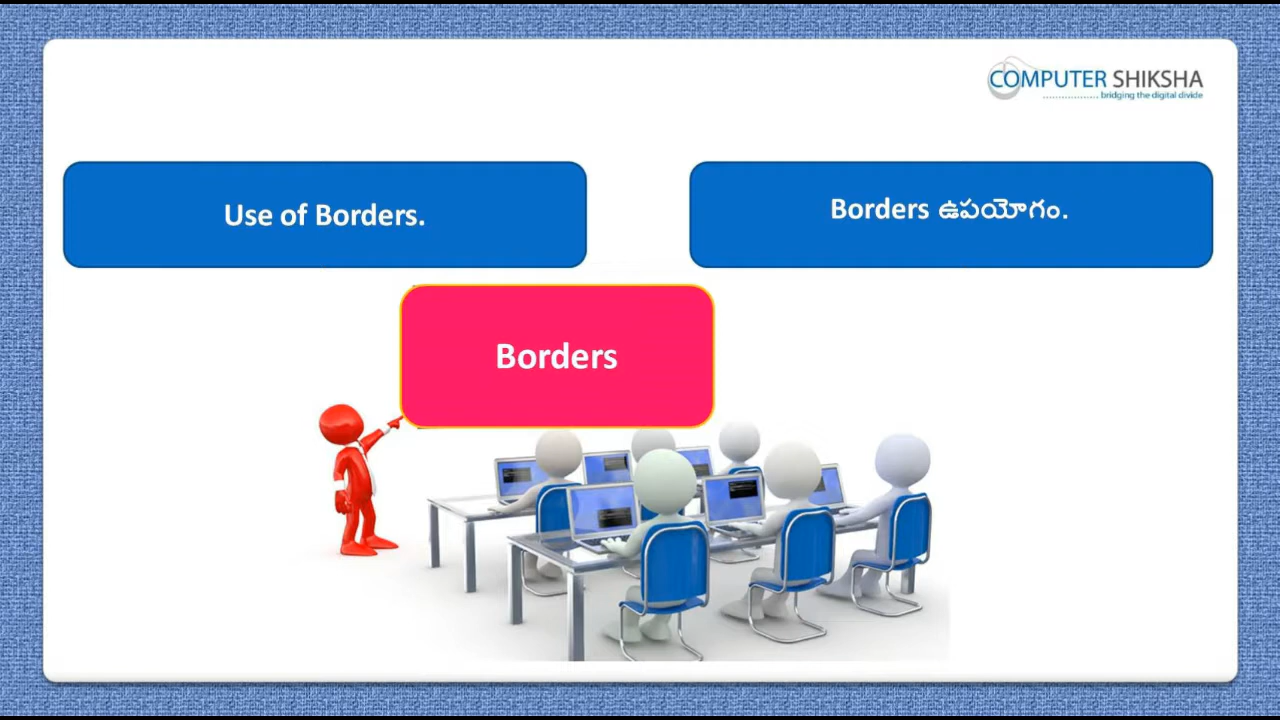 COMPUTER SHIKSHA
bridging the digital divide
Use of Borders.
Borders ఉపయోగం.
Borders